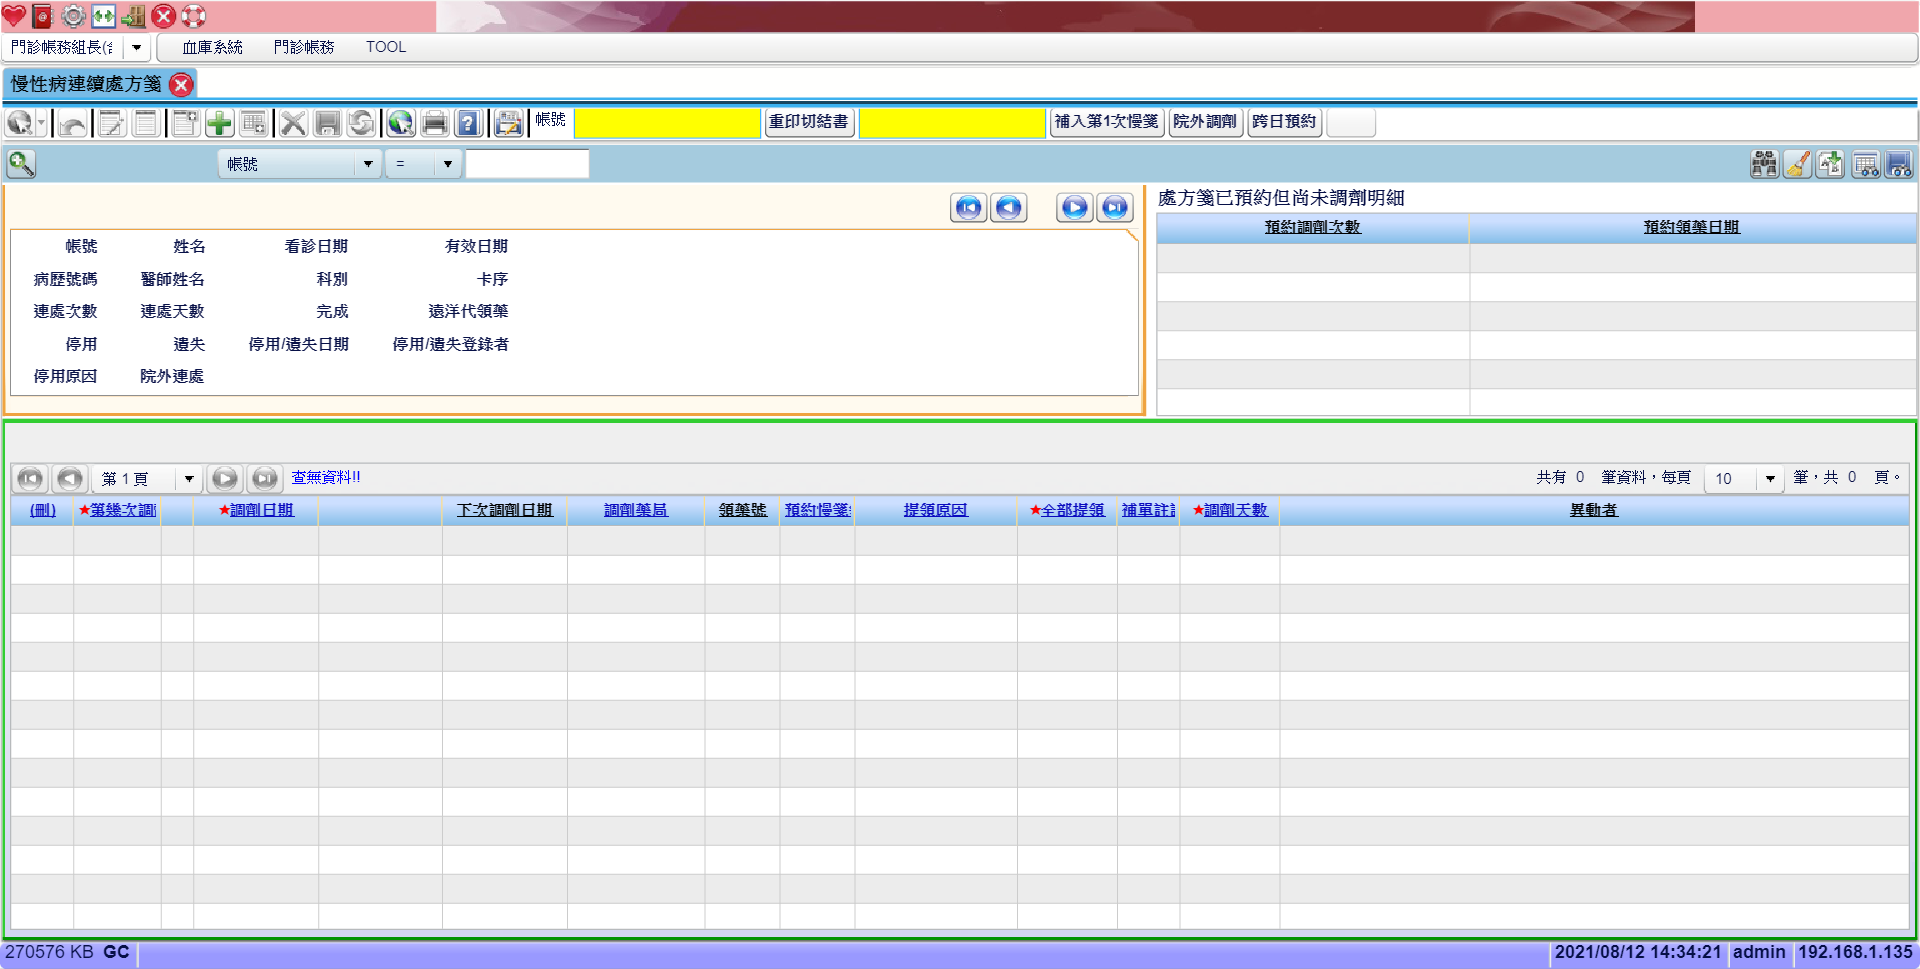 門診帳務組長(含
血庫系統 門診帳務 TOOL
慢性病連續處方箋
帳號 重印切結書 補入第1次慢箋 院外調劑 跨日預約
帳號 =
處方箋已預約但尚未調劑明細
預約調劑次數 預約領藥日期
帳號 姓名 看診日期 有效日期
病歷號碼 醫師姓名 科別 卡序
連處次數 連處天數 完成 遠洋代領藥
停用 遺失 停用/遺失日期 停用/遺失登錄者
停用原因 院外連處
第 1 頁 查無資料!! 共有 0 筆資料，每頁 10 筆，共 0 頁。
(刪) ★第幾次調 ★調劑日期 下次調劑日期 調劑藥局 領藥號 預約慢箋 提領原因 ★全部提領 補單註 ★調劑天數 異動者
270576 KB GC 2021/08/12 14:34:21 admin 192.168.1.135